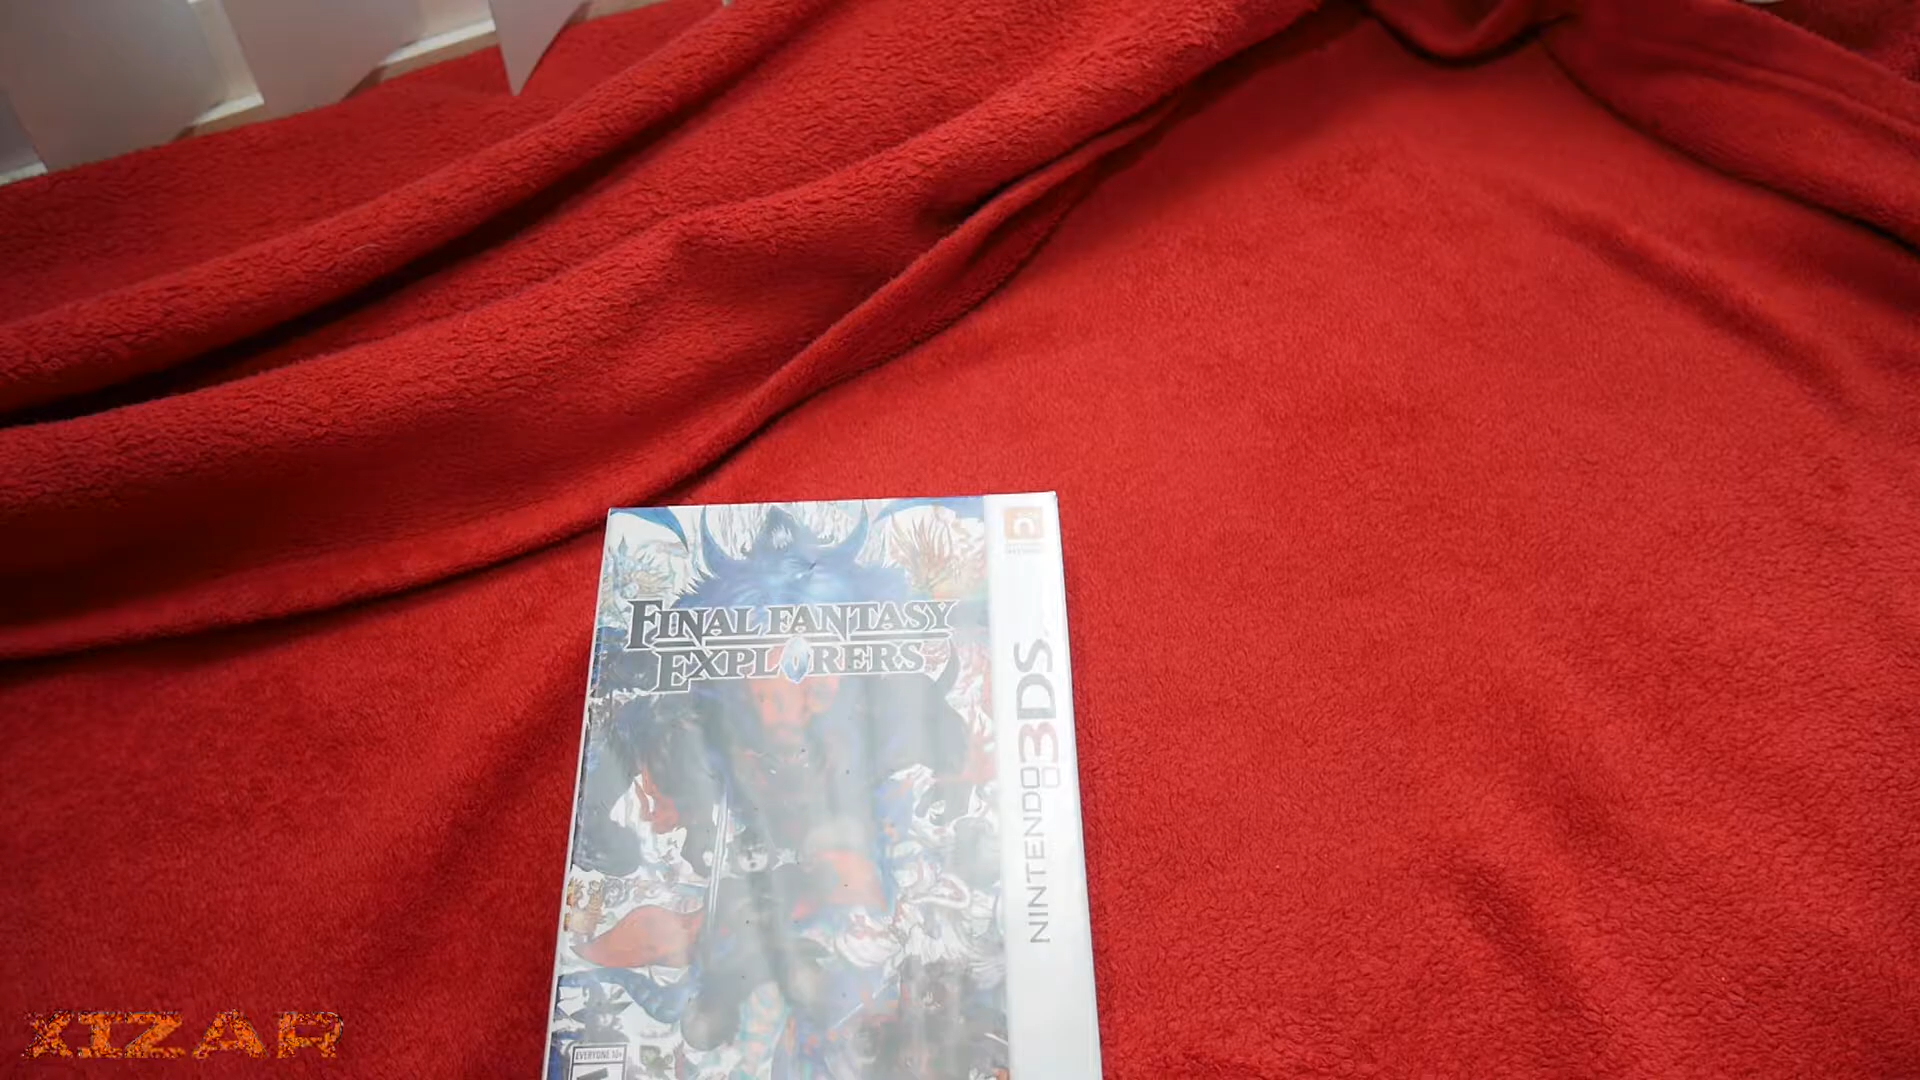 FINAL FANTASY
EXPLORERS
NINTENDO 3DS
EVERYONE 10+
XIZAR